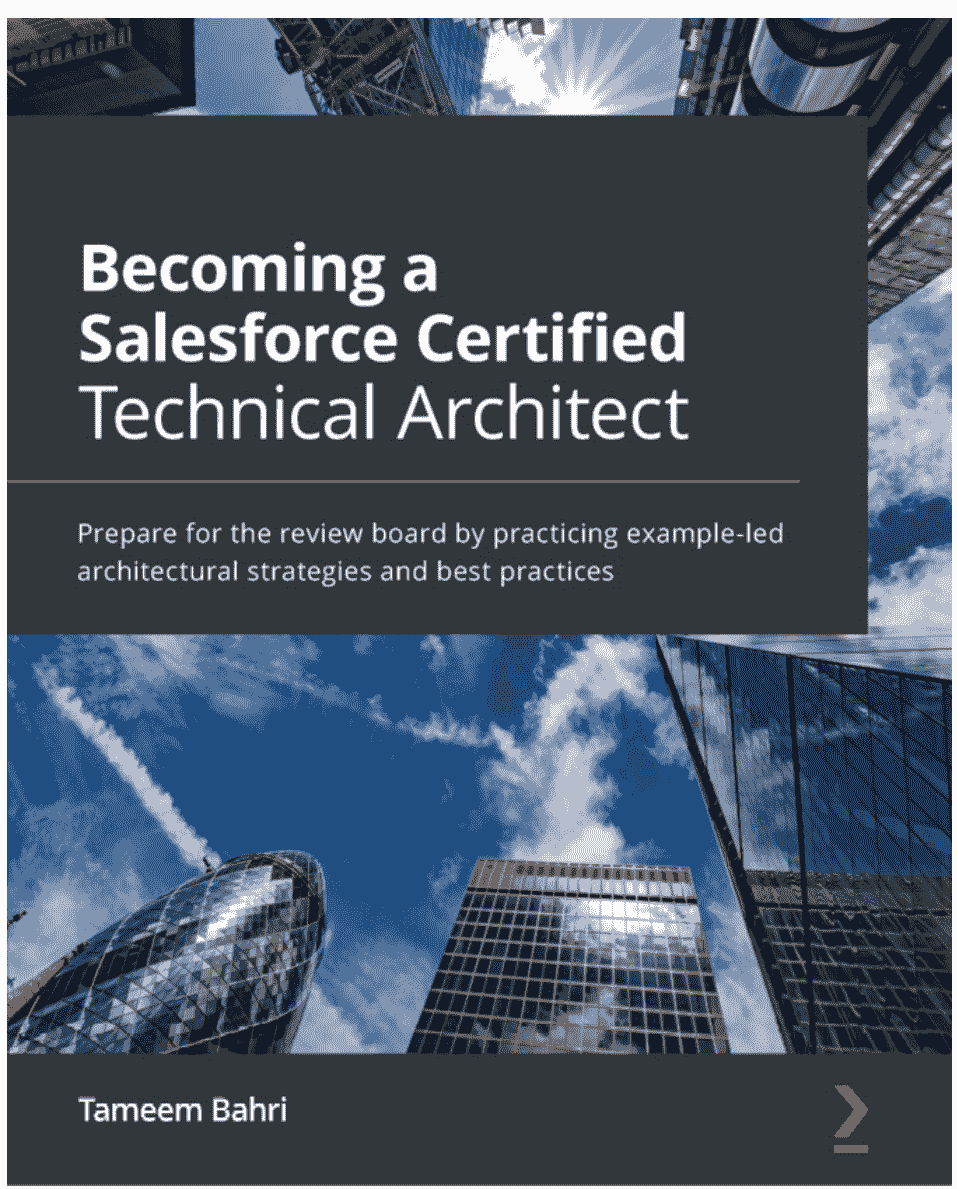 Becoming a
Salesforce Certified
Technical Architect
Prepare for the review board by practicing example-led
architectural strategies and best practices
Tameem Bahri